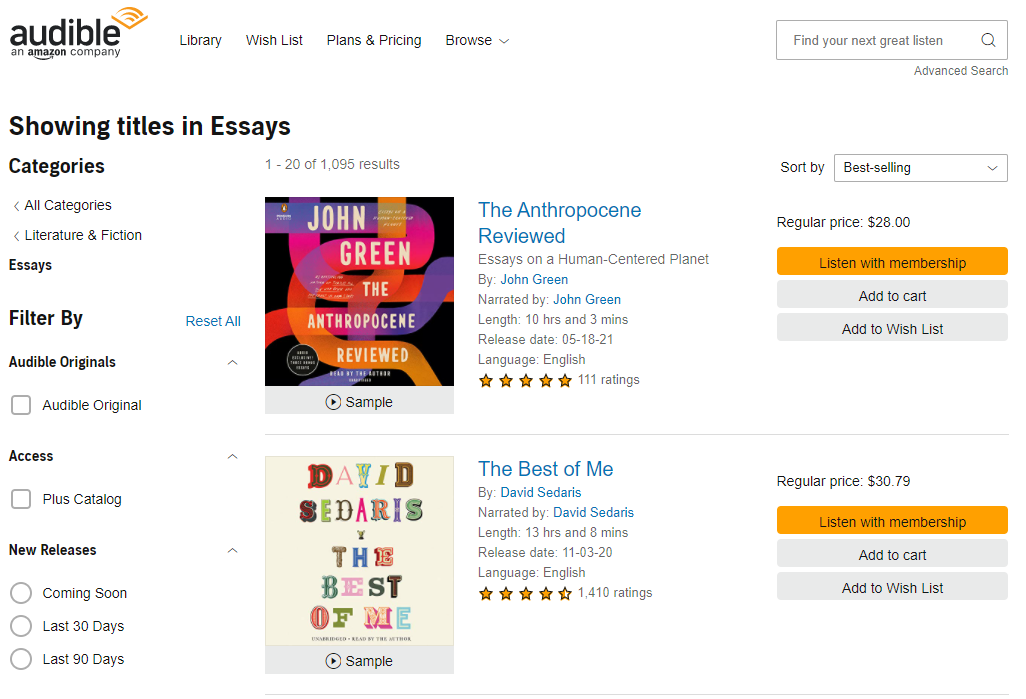 audible
an amazon company
Library Wish List Plans & Pricing Browse
Find your next great listen
Advanced Search
Showing titles in Essays
Categories
All Categories
Literature & Fiction
Essays
Filter By Reset All
Audible Originals
Audible Original
Access
Plus Catalog
New Releases
Coming Soon
Last 30 Days
Last 90 Days
1 - 20 of 1,095 results
Sort by Best-selling
JOHN
GREEN
THE
ANTHROPOCENE
REVIEWED
READ BY THE AUTHOR
Sample
The Anthropocene
Reviewed
Essays on a Human-Centered Planet
By: John Green
Narrated by: John Green
Length: 10 hrs and 3 mins
Release date: 05-18-21
Language: English
111 ratings
Regular price: $28.00
Listen with membership
Add to cart
Add to Wish List
DAVID
SEDARIS
THE
BEST
OF ME
UNABRIDGED • READ BY THE AUTHOR
Sample
The Best of Me
By: David Sedaris
Narrated by: David Sedaris
Length: 13 hrs and 8 mins
Release date: 11-03-20
Language: English
1,410 ratings
Regular price: $30.79
Listen with membership
Add to cart
Add to Wish List